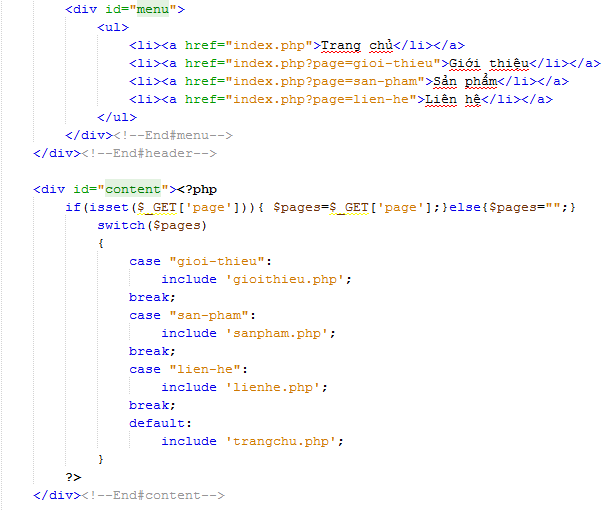 <div id="menu">
<ul>
<li><a href="index.php">Trang chủ</li></a>
<li><a href="index.php?page=gioi-thieu">Giới thiệu</li></a>
<li><a href="index.php?page=san-pham">Sản phẩm</li></a>
<li><a href="index.php?page=lien-he">Liên hệ</li></a>
</ul>
</div><!--End#menu-->
</div><!--End#header-->
<div id="content"><?php
if(isset($_GET['page'])){ $pages=$_GET['page'];}else{$pages="";}
switch($pages)
{
case "gioi-thieu":
include 'gioithieu.php';
break;
case "san-pham":
include 'sanpham.php';
break;
case "lien-he":
include 'lienhe.php';
break;
default:
include 'trangchu.php';
}
?>
</div><!--End#content-->